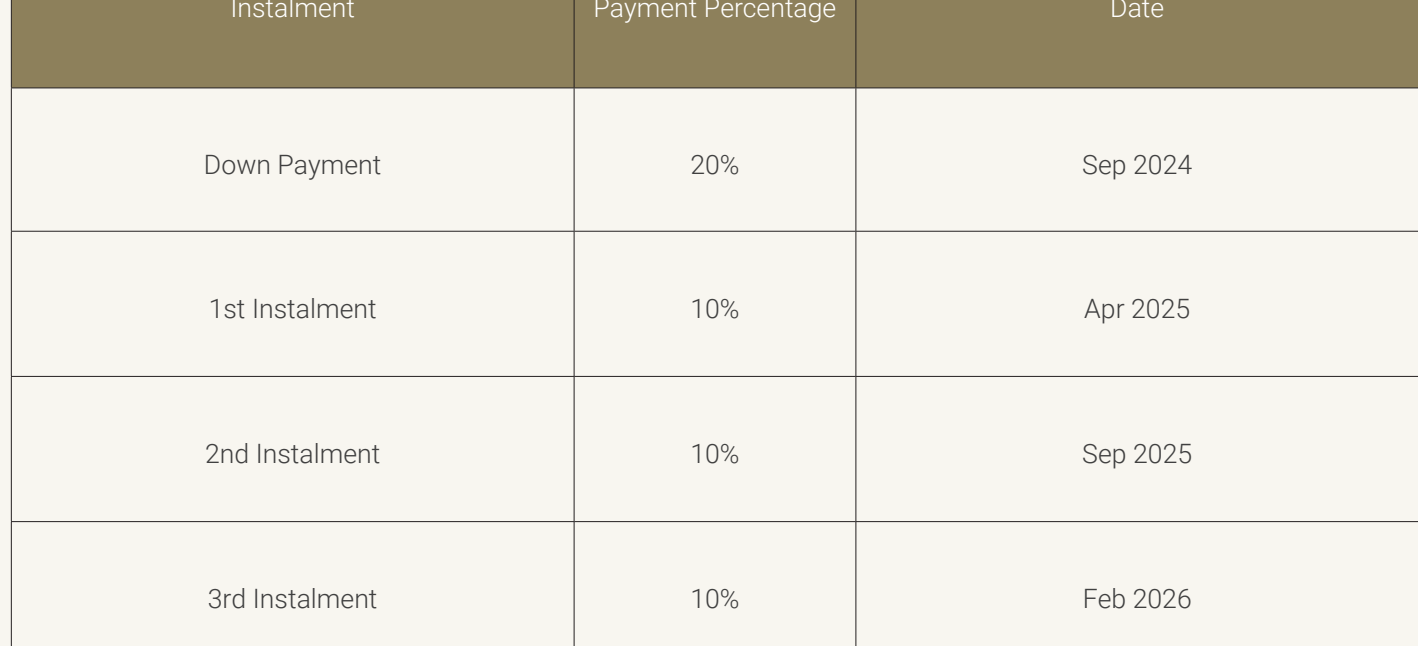 Instalment Payment Percentage Date
Down Payment 20% Sep 2024
1st Instalment 10% Apr 2025
2nd Instalment 10% Sep 2025
3rd Instalment 10% Feb 2026